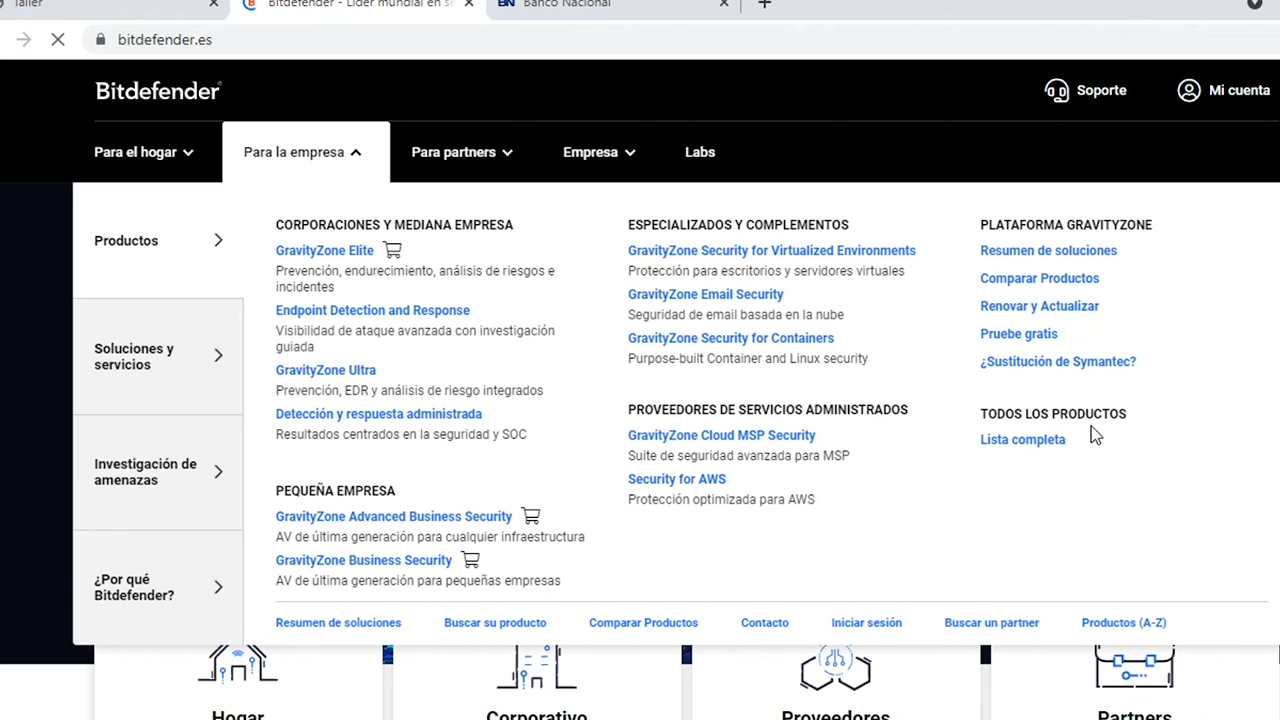 Taller
Bitdefender - Líder mundial en se
Banco Nacional
bitdefender.es
Bitdefender
Soporte
Mi cuenta
Para el hogar
Para la empresa
Para partners
Empresa
Labs
Productos
Soluciones y
servicios
Investigación de
amenazas
¿Por qué
Bitdefender?
CORPORACIONES Y MEDIANA EMPRESA
GravityZone Elite
Prevención, endurecimiento, análisis de riesgos e
incidentes
Endpoint Detection and Response
Visibilidad de ataque avanzada con investigación
guiada
GravityZone Ultra
Prevención, EDR y análisis de riesgo integrados
Detección y respuesta administrada
Resultados centrados en la seguridad y SOC
PEQUEÑA EMPRESA
GravityZone Advanced Business Security
AV de última generación para cualquier infraestructura
GravityZone Business Security
AV de última generación para pequeñas empresas
ESPECIALIZADOS Y COMPLEMENTOS
GravityZone Security for Virtualized Environments
Protección para escritorios y servidores virtuales
GravityZone Email Security
Seguridad de email basada en la nube
GravityZone Security for Containers
Purpose-built Container and Linux security
PROVEEDORES DE SERVICIOS ADMINISTRADOS
GravityZone Cloud MSP Security
Suite de seguridad avanzada para MSP
Security for AWS
Protección optimizada para AWS
PLATAFORMA GRAVITYZONE
Resumen de soluciones
Comparar Productos
Renovar y Actualizar
Pruebe gratis
¿Sustitución de Symantec?
TODOS LOS PRODUCTOS
Lista completa
Resumen de soluciones
Buscar su producto
Comparar Productos
Contacto
Iniciar sesión
Buscar un partner
Productos (A-Z)
Hogar
Corporativo
Proveedores
Partners